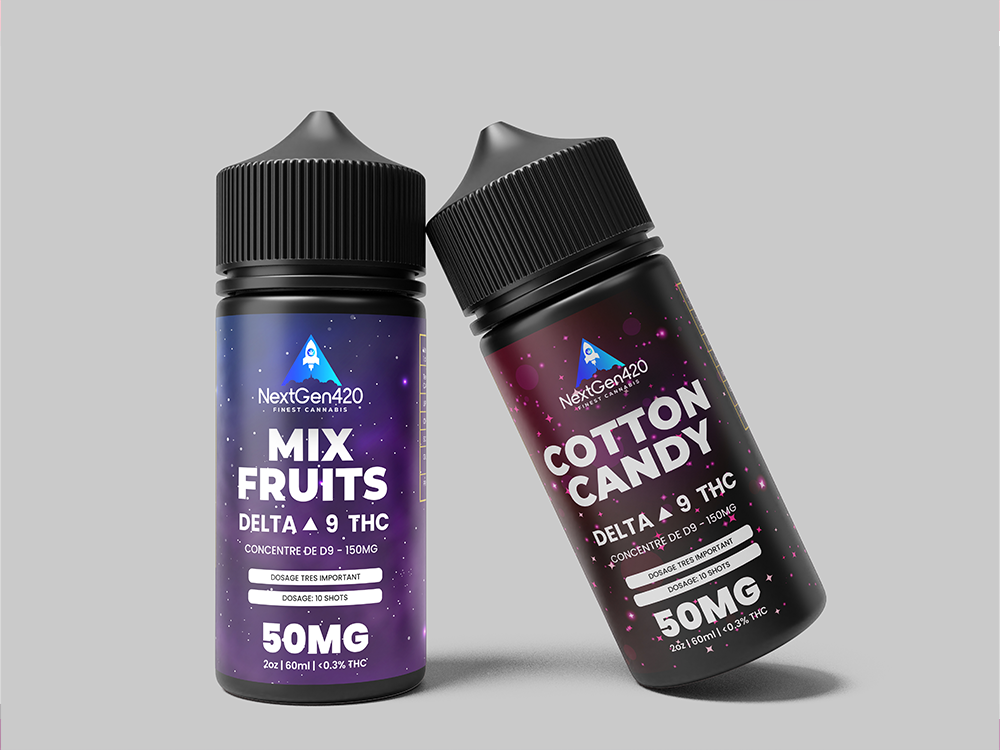 NextGen420
FINEST CANNABIS
MIX
FRUITS
DELTA ▲ 9 THC
CONCENTRE DE D9 - 150MG
DOSAGE TRES IMPORTANT
DOSAGE: 10 SHOTS
50MG
2oz | 60ml | <0.3% THC
NextGen420
FINEST CANNABIS
COTTON
CANDY
DELTA ▲ 9 THC
CONCENTRE DE D9 - 150MG
DOSAGE TRES IMPORTANT
DOSAGE: 10 SHOTS
50MG
2oz | 60ml | <0.3% THC